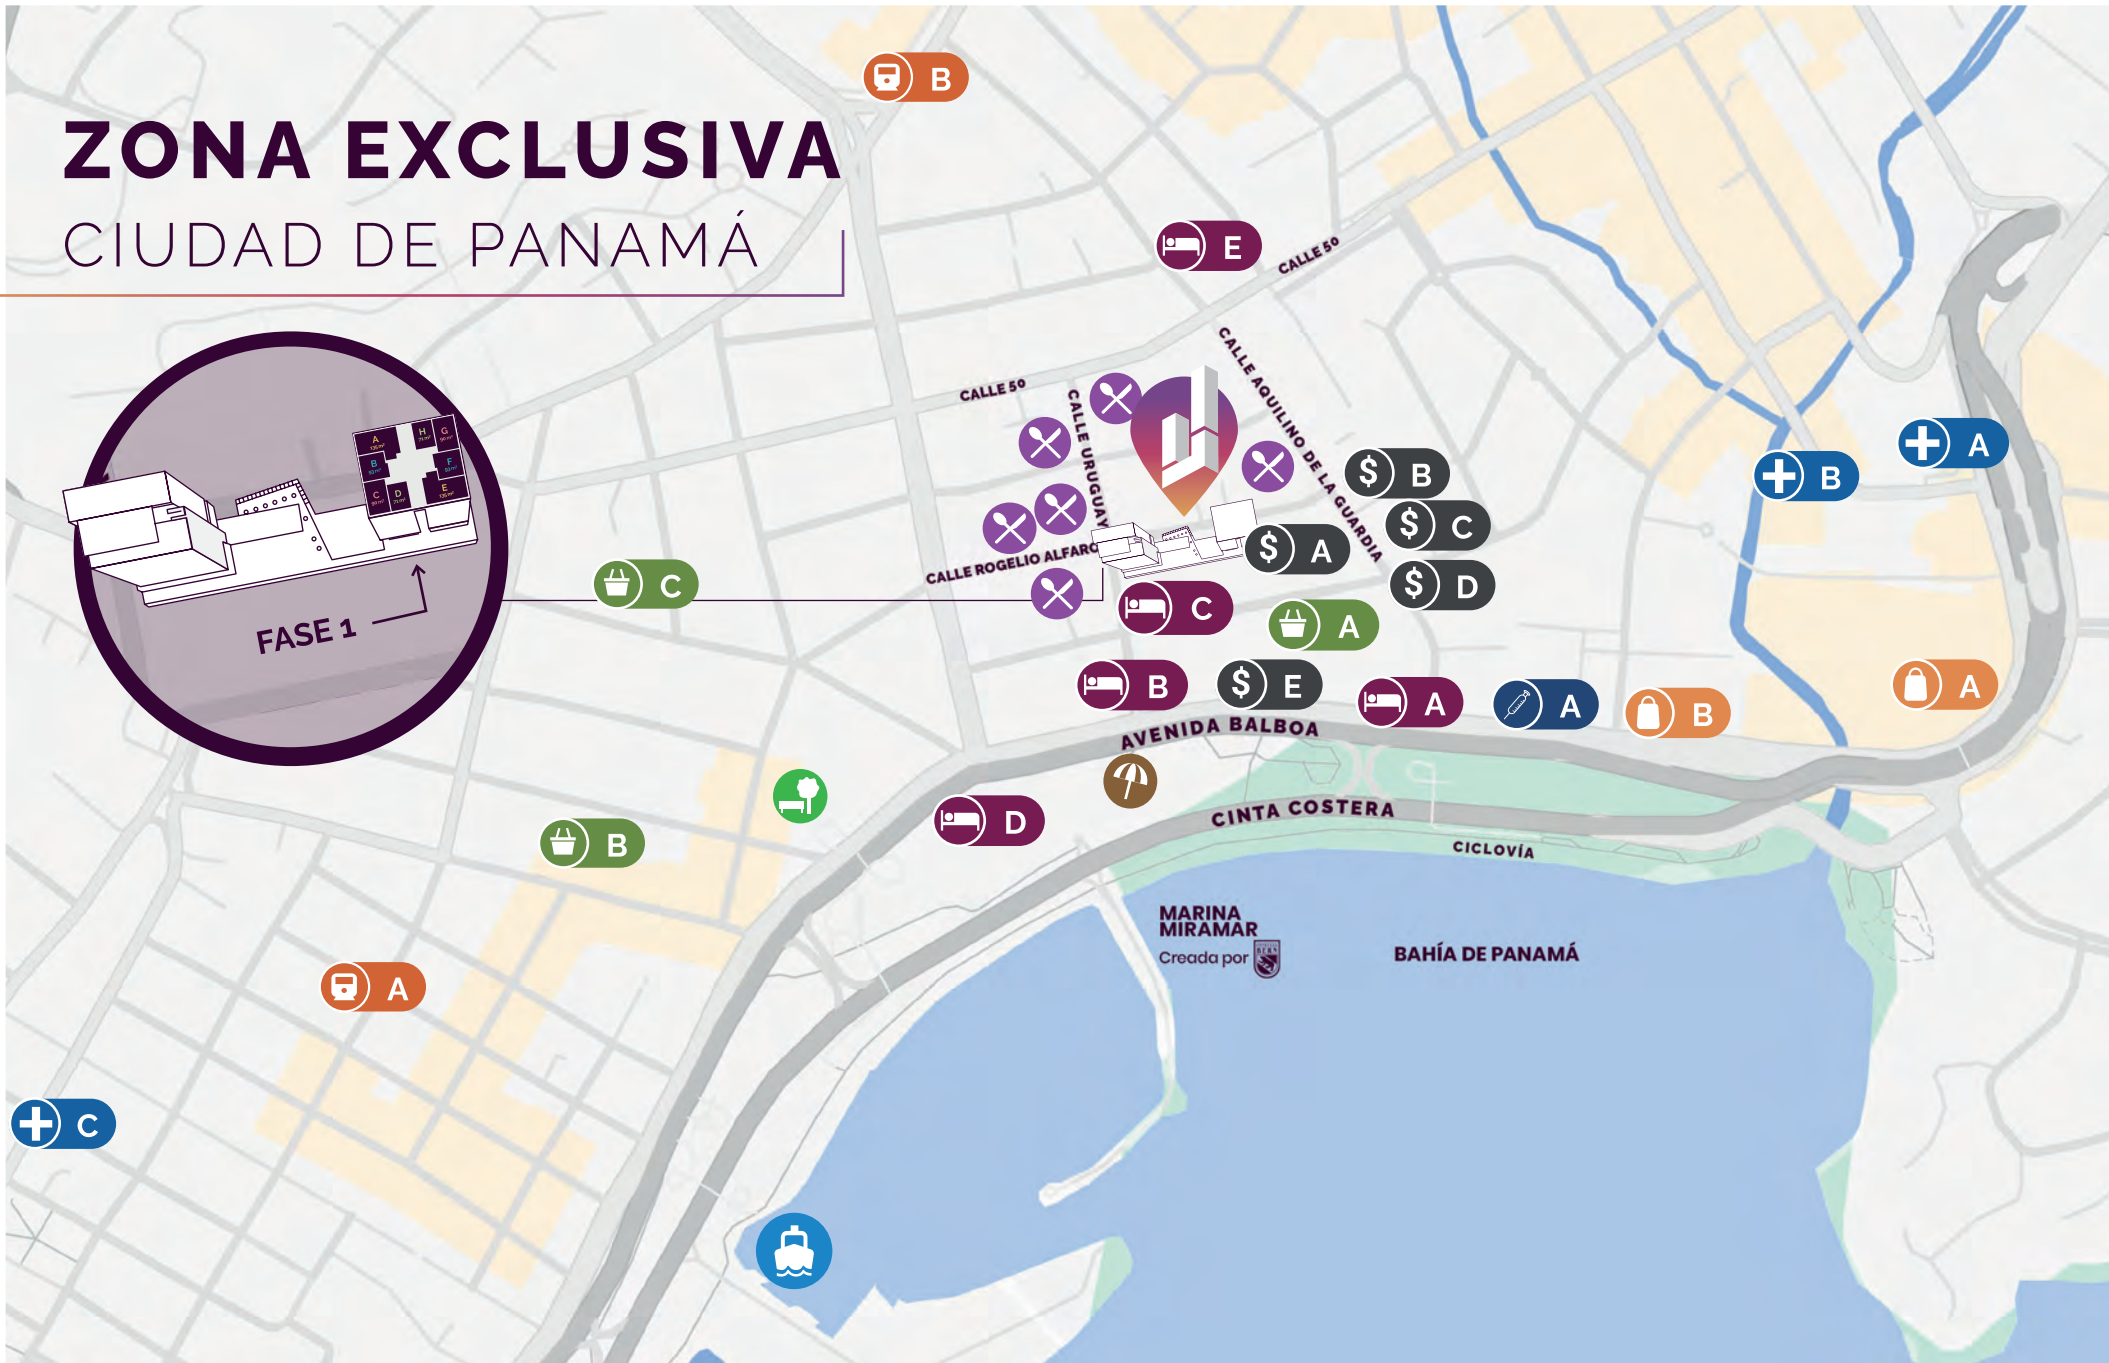 ZONA EXCLUSIVA
CIUDAD DE PANAMÁ
B
E
CALLE 50
CALLE 50
CALLE AQUILINO DE LA GUARDIA
CALLE URUGUAY
CALLE ROGELIO ALFARO
A
H
G
B
F
C
D
E
FASE 1
B
C
A
D
A
B
C
C
A
B
E
A
A
B
A
AVENIDA BALBOA
D
CINTA COSTERA
CICLOVÍA
B
A
C
MARINA
MIRAMAR
Creada por
BAHÍA DE PANAMÁ